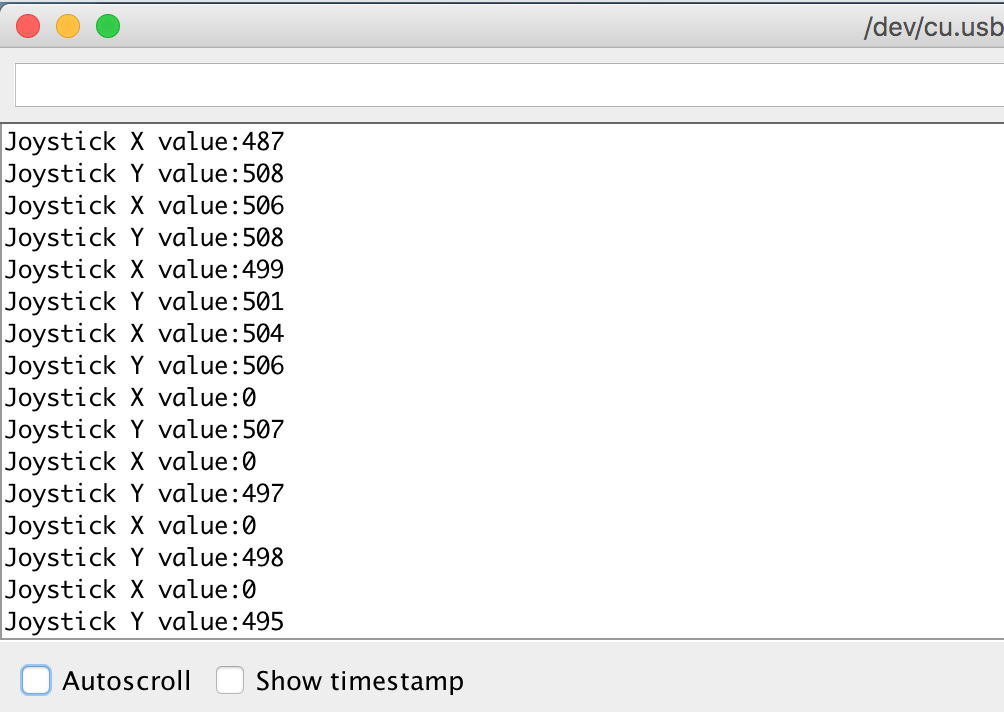 /dev/cu.usb
Joystick X value:487
Joystick Y value:508
Joystick X value:506
Joystick Y value:508
Joystick X value:499
Joystick Y value:501
Joystick X value:504
Joystick Y value:506
Joystick X value:0
Joystick Y value:507
Joystick X value:0
Joystick Y value:497
Joystick X value:0
Joystick Y value:498
Joystick X value:0
Joystick Y value:495
Autoscroll Show timestamp